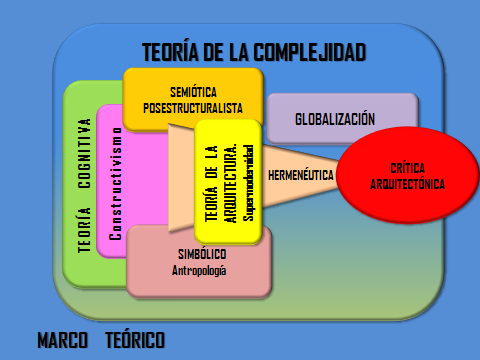 TEORÍA DE LA COMPLEJIDAD
SEMIÓTICA
POSESTRUCTURALISTA
GLOBALIZACIÓN
TEORÍA COGNITIVA
Constructivismo
TEORÍA DE LA
ARQUITECTURA.
Supermodernidad
HERMENÉUTICA
CRÍTICA
ARQUITECTÓNICA
SIMBÓLICO
Antropología
MARCO TEÓRICO